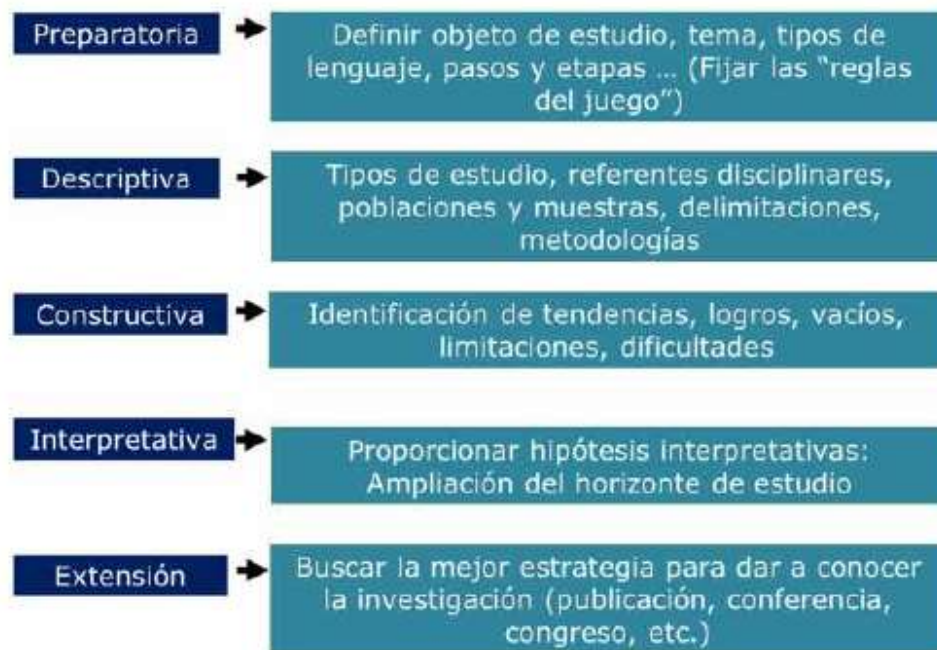 Preparatoria
Definir objeto de estudio, tema, tipos de
lenguaje, pasos y etapas ... (Fijar las “reglas
del juego”)
Descriptiva
Tipos de estudio, referentes disciplinares,
poblaciones y muestras, delimitaciones,
metodologías
Constructiva
Identificación de tendencias, logros, vacíos,
limitaciones, dificultades
Interpretativa
Proporcionar hipótesis interpretativas:
Ampliación del horizonte de estudio
Extensión
Buscar la mejor estrategia para dar a conocer
la investigación (publicación, conferencia,
congreso, etc.)